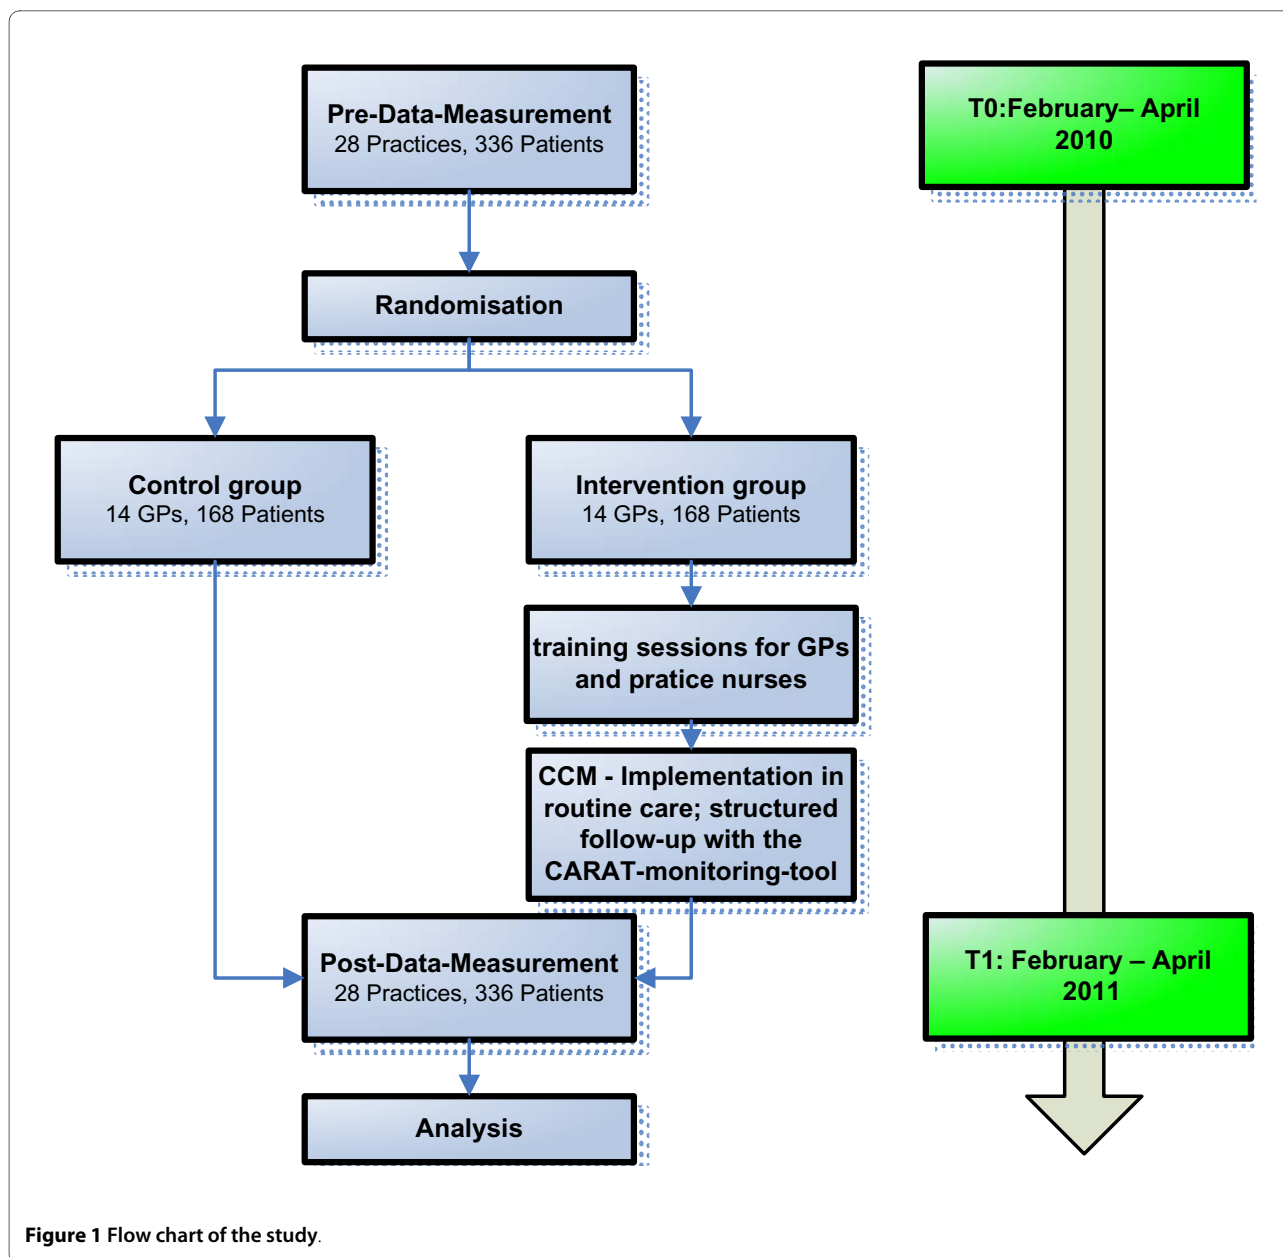 Pre-Data-Measurement
28 Practices, 336 Patients
T0:February– April
2010
Randomisation
Control group
14 GPs, 168 Patients
Intervention group
14 GPs, 168 Patients
training sessions for GPs
and pratice nurses
CCM - Implementation in
routine care; structured
follow-up with the
CARAT-monitoring-tool
Post-Data-Measurement
28 Practices, 336 Patients
T1: February – April
2011
Analysis
Figure 1 Flow chart of the study.